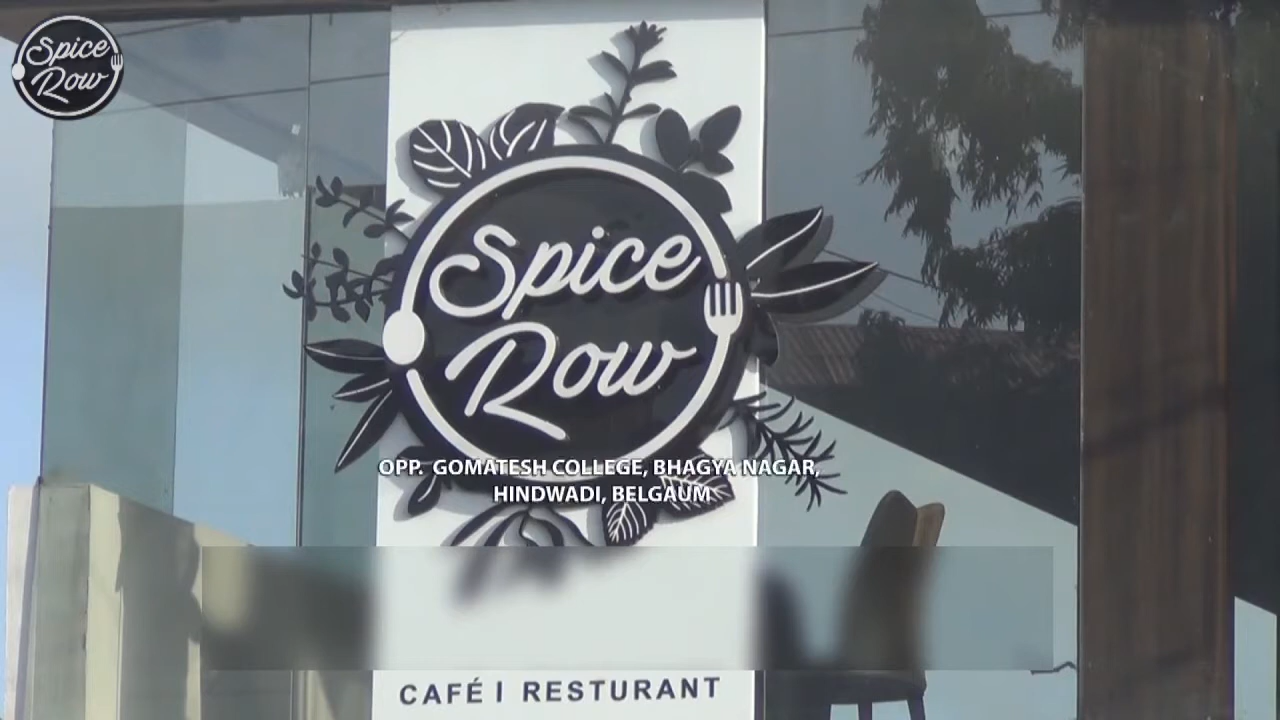 Spice
Row
Spice
Row
OPP. GOMATESH COLLEGE, BHAGYA NAGAR,
HINDWADI, BELGAUM
CAFÉ I RESTURANT